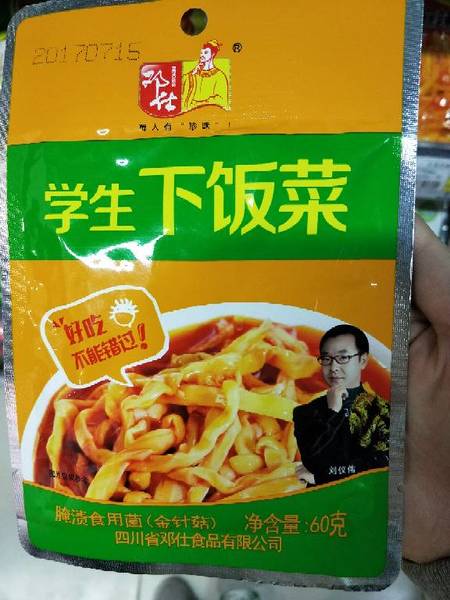 20170715
邓仕
®
学生下饭菜
好吃
不能错过!
刘仪伟
腌渍食用菌(金针菇) 净含量:60克
四川省邓仕食品有限公司